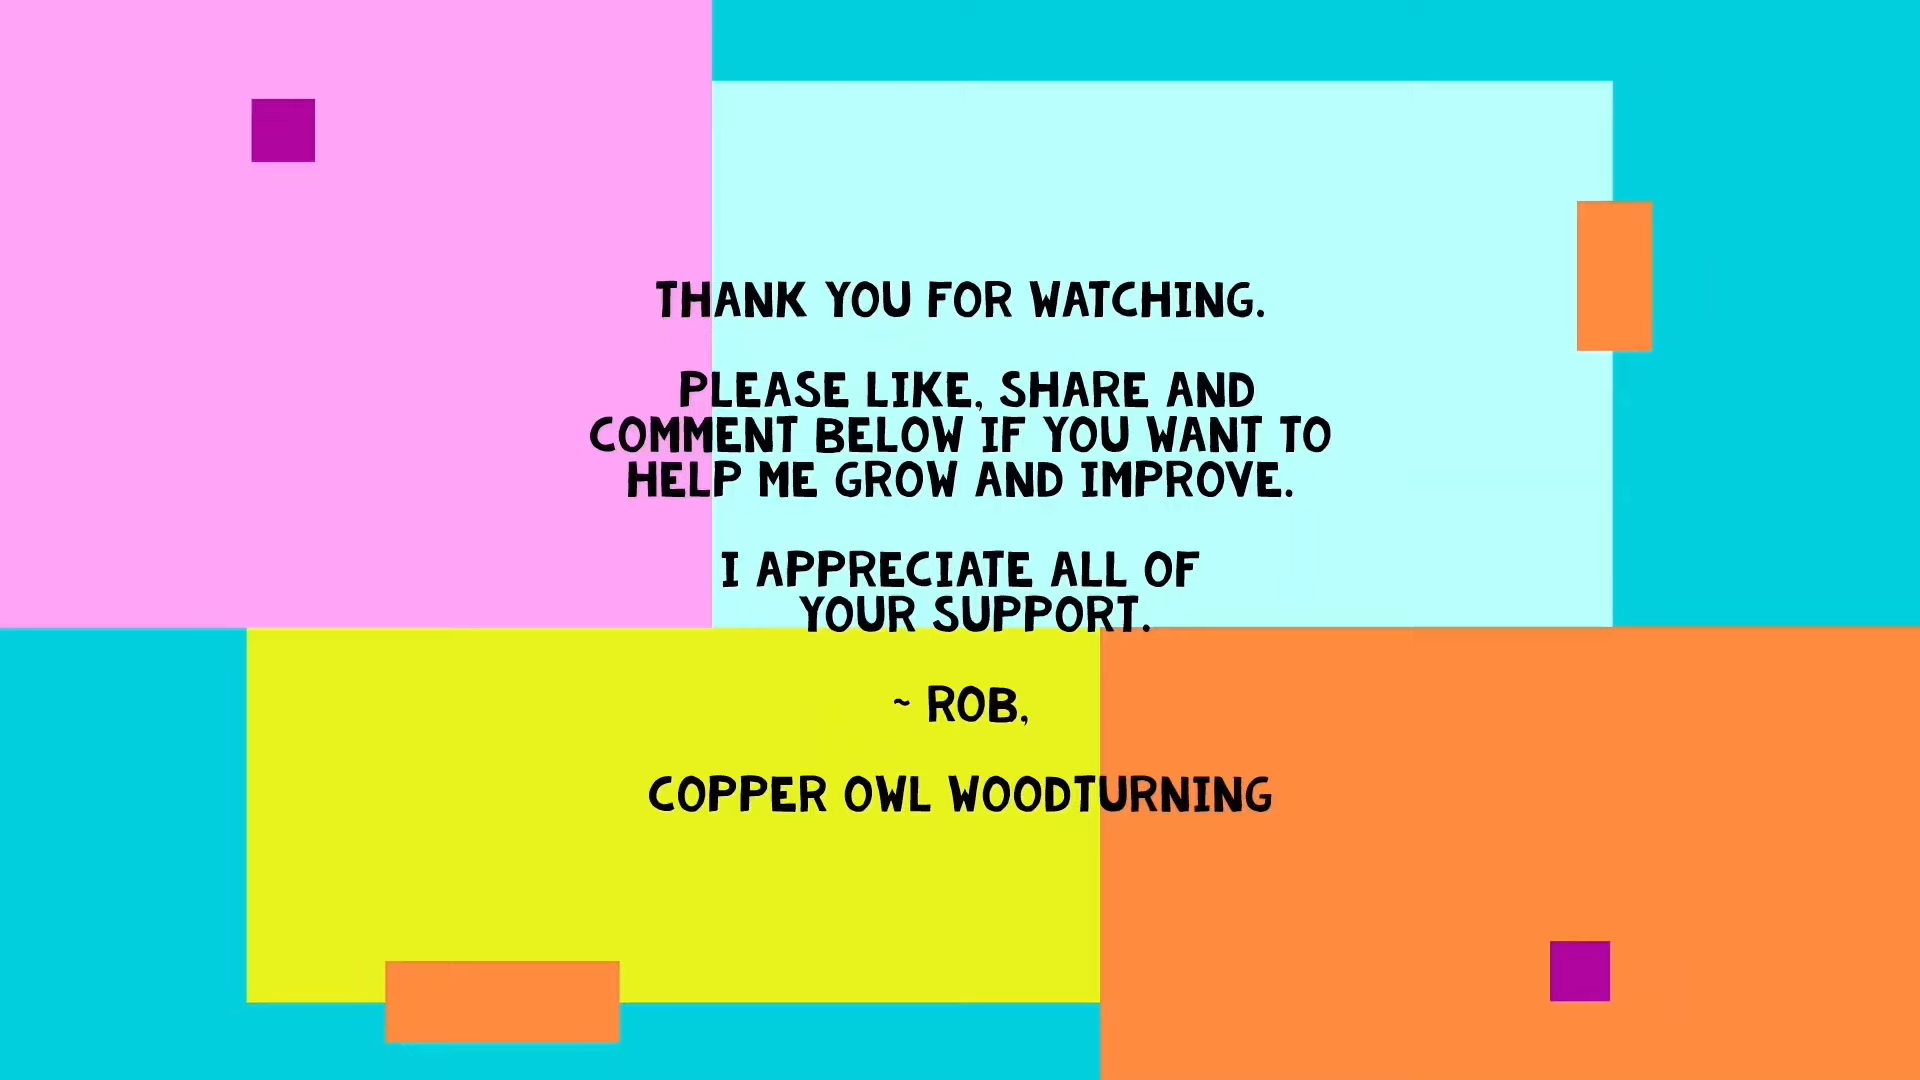 THANK YOU FOR WATCHING.
PLEASE LIKE, SHARE AND
COMMENT BELOW IF YOU WANT TO
HELP ME GROW AND IMPROVE.
I APPRECIATE ALL OF
YOUR SUPPORT.
~ ROB,
COPPER OWL WOODTURNING